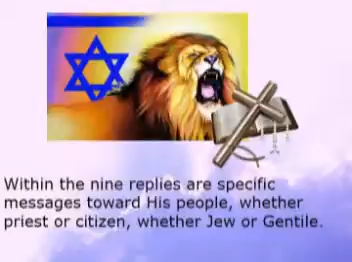 Within the nine replies are specific
messages toward His people, whether
priest or citizen, whether Jew or Gentile.